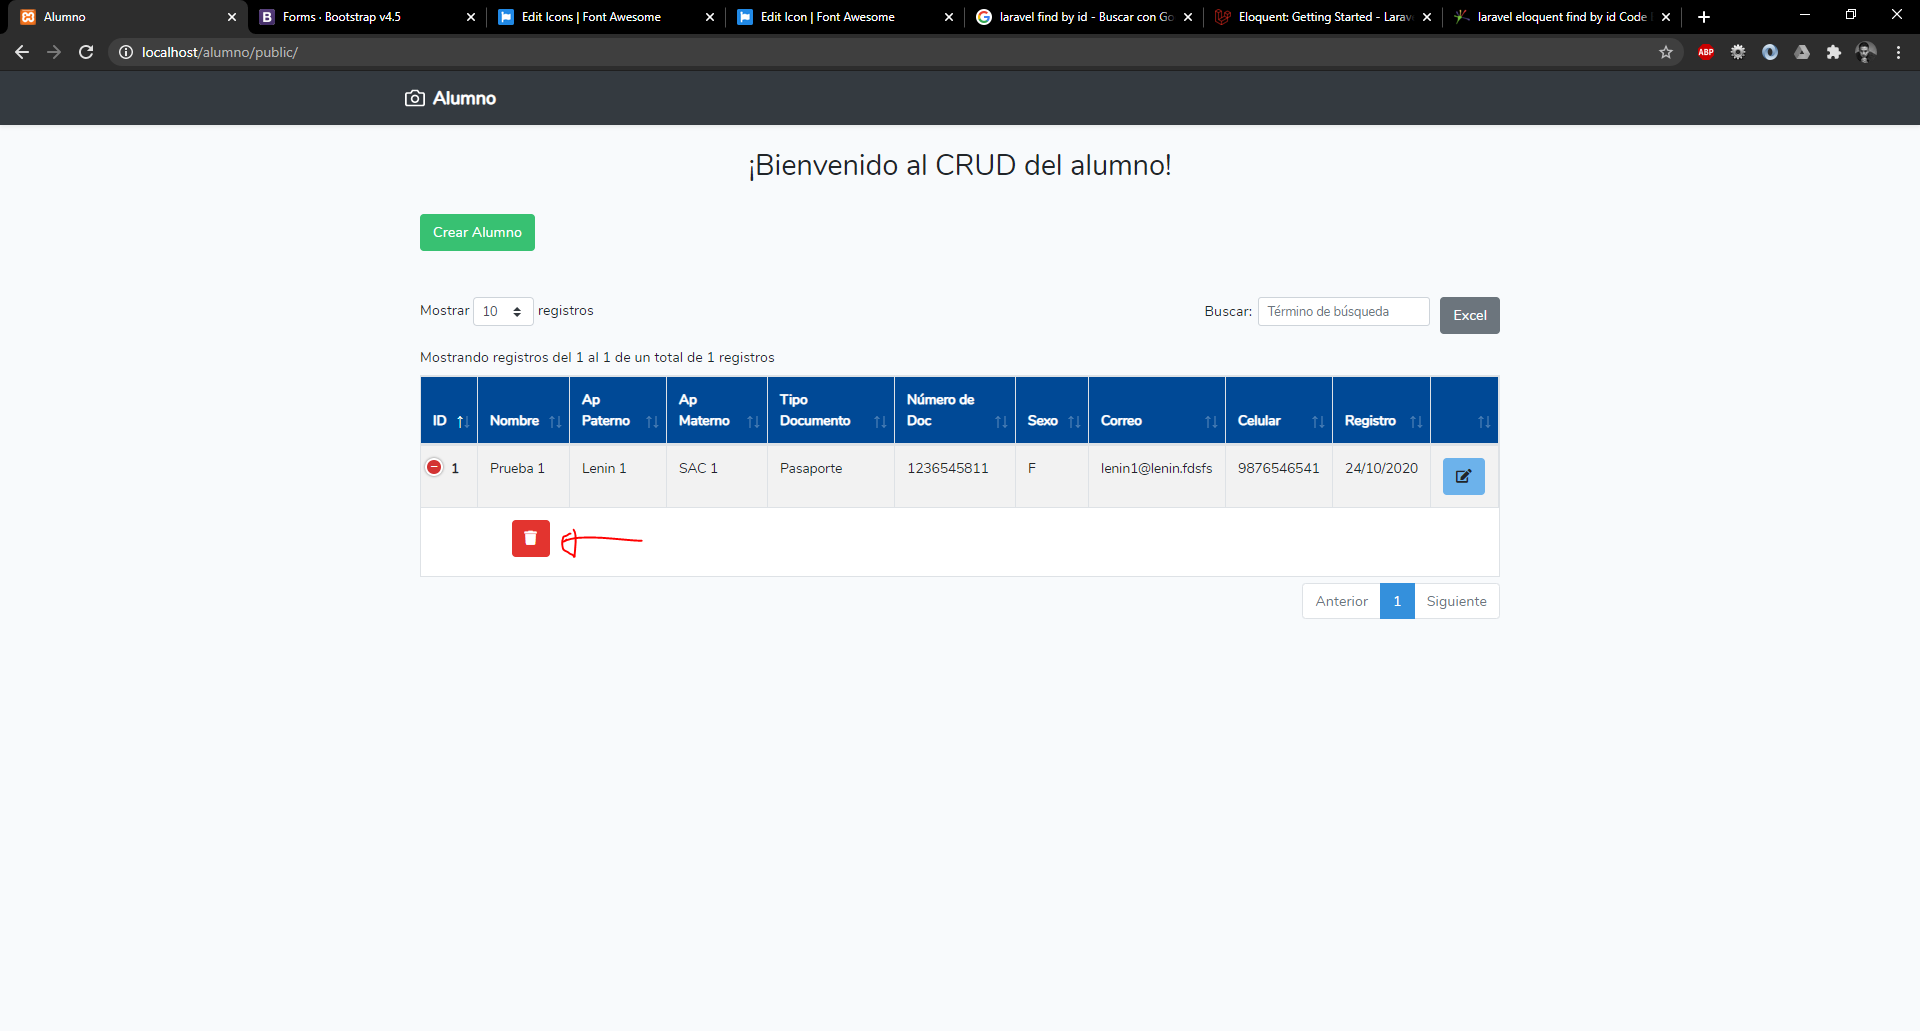 Alumno
Forms · Bootstrap v4.5
Edit Icons | Font Awesome
Edit Icon | Font Awesome
laravel find by id - Buscar con Go
Eloquent: Getting Started - Larav
laravel eloquent find by id Code
localhost/alumno/public/
ABP
Alumno
¡Bienvenido al CRUD del alumno!
Crear Alumno
Mostrar 10 registros
Buscar: Término de búsqueda Excel
Mostrando registros del 1 al 1 de un total de 1 registros
ID Nombre Ap Paterno Ap Materno Tipo Documento Número de Doc Sexo Correo Celular Registro
1 Prueba 1 Lenin 1 SAC 1 Pasaporte 1236545811 F lenin1@lenin.fdsfs 9876546541 24/10/2020
Anterior 1 Siguiente